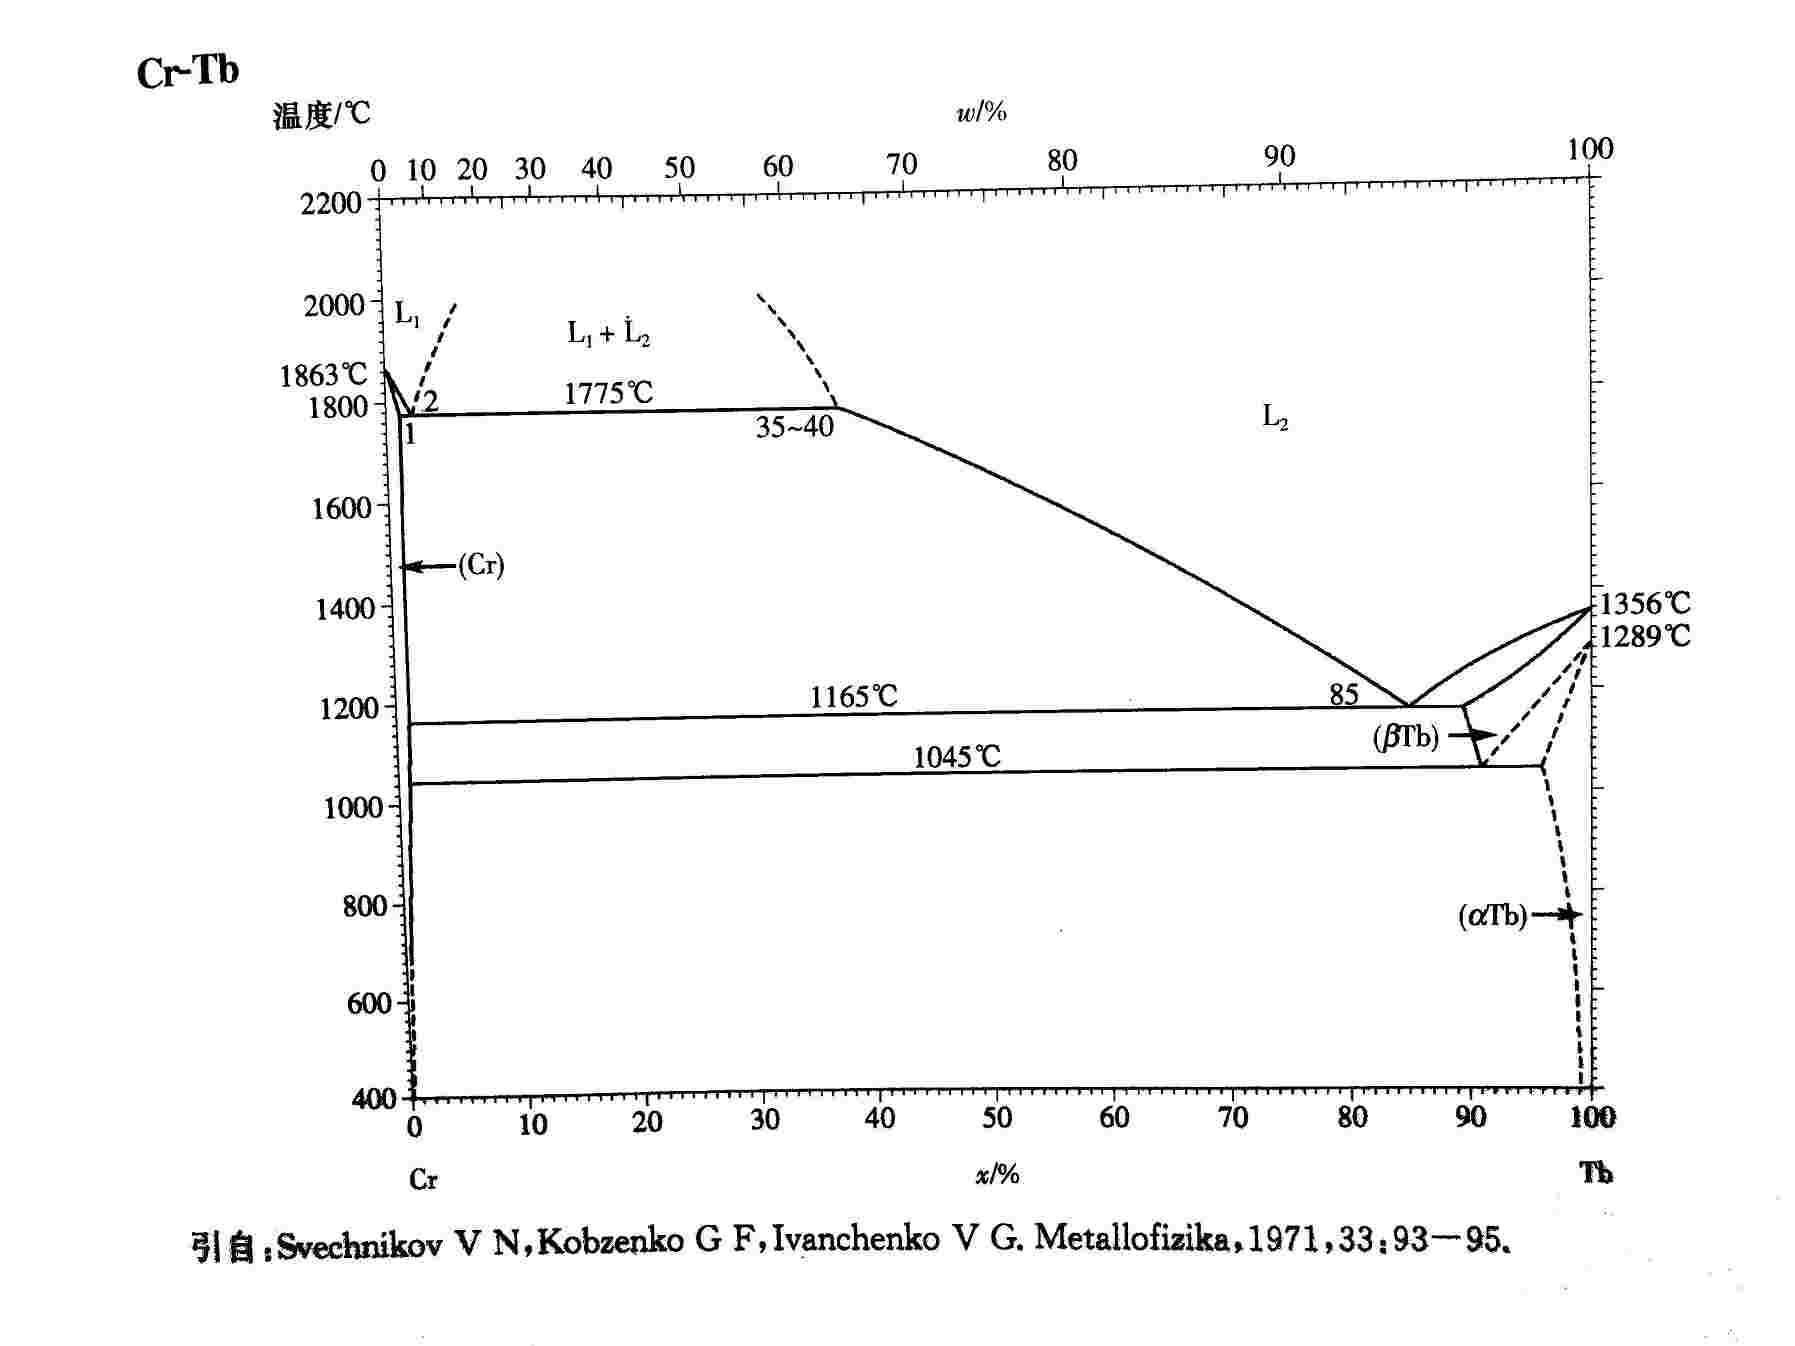 Cr-Tb
温度/℃
w/%
0 10 20 30 40 50 60 70 80 90 100
2200
2000
L₁
L₁ + L₂
1863℃
1800
2
1775℃
1
35~40
L₂
1600
(Cr)
1400
1356℃
1289℃
1200
1165℃
85
(βTb)
1045℃
1000
800
(αTb)
600
400
0 10 20 30 40 50 60 70 80 90 100
Cr
x/%
Tb
引自:Svechnikov V N,Kobzenko G F,Ivanchenko V G. Metallofizika,1971,33:93—95.